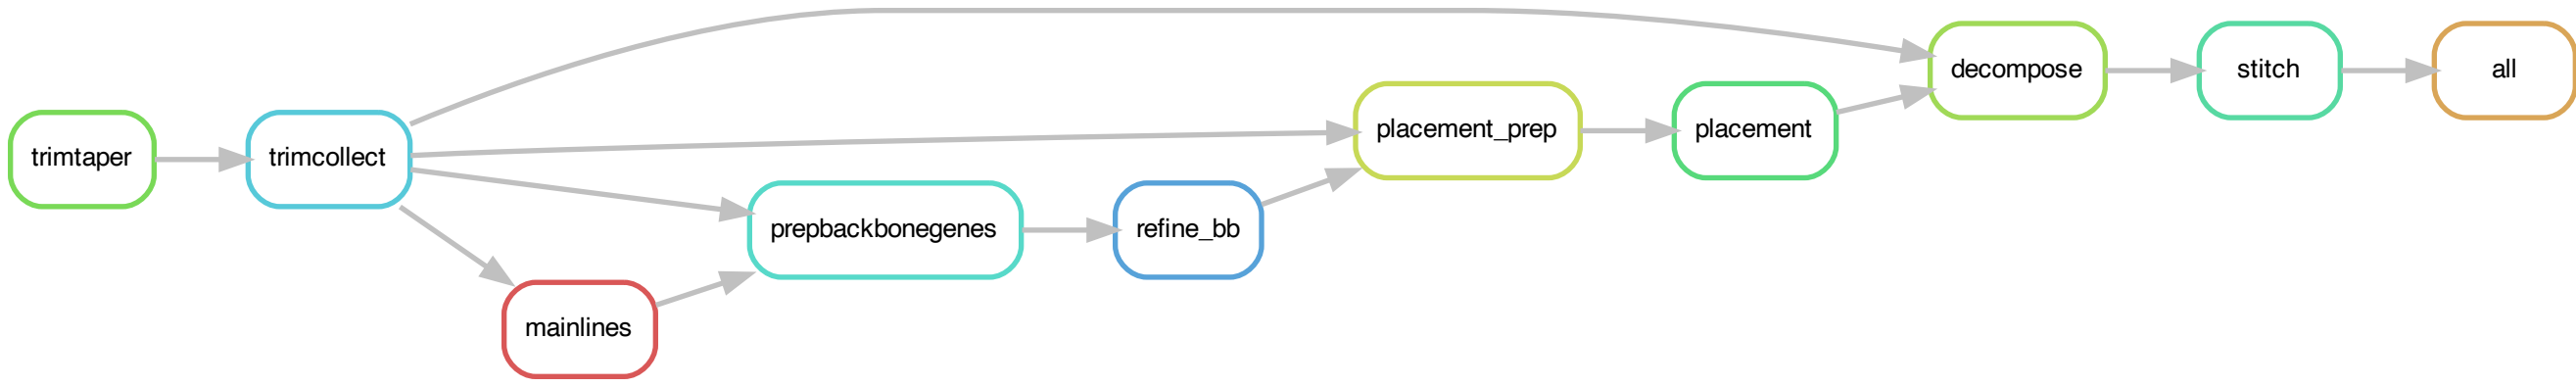 trimtaper
trimcollect
mainlines
prepbackbonegenes
refine_bb
placement_prep
placement
decompose
stitch
all